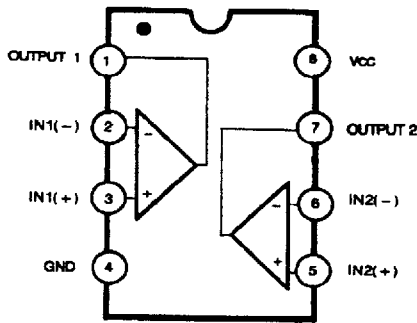 OUTPUT 1
1
8
Vcc
IN1(-)
2
-
7
OUTPUT 2
IN1(+)
3
+
-
6
IN2(-)
GND
4
+
5
IN2(+)